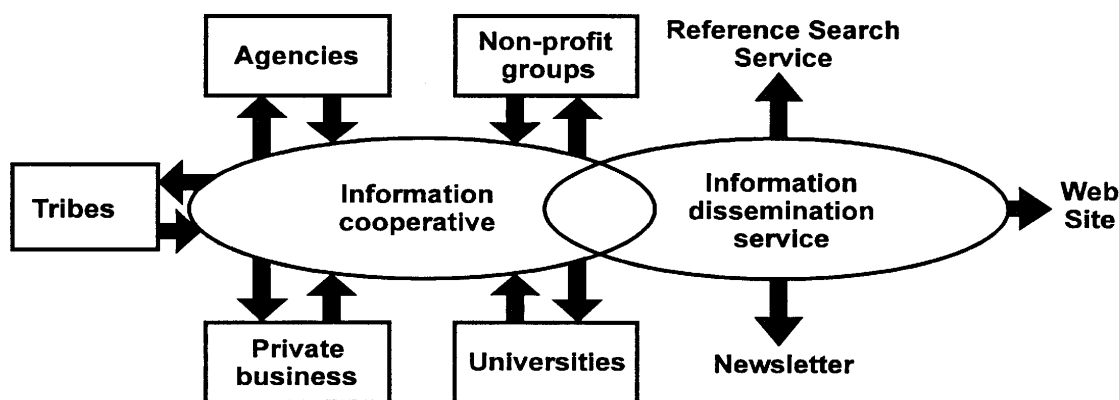 Agencies
Non-profit
groups
Reference Search
Service
Tribes
Information
cooperative
Information
dissemination
service
Web
Site
Private
business
Universities
Newsletter